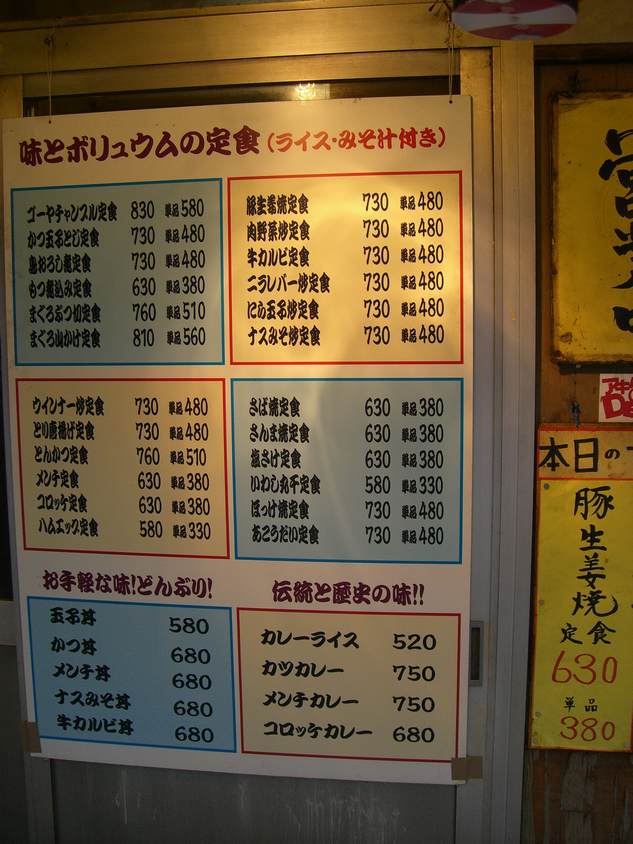 味とボリュウムの定食(ライス・みそ汁付き)
ゴーヤチャンプル定食 830 単品580
かつ玉子とじ定食 730 単品480
鳥おろし煮定食 730 単品480
もつ煮込み定食 630 単品380
まぐろぶつ切定食 760 単品510
まぐろ山かけ定食 810 単品560
豚生姜焼定食 730 単品480
肉野菜炒定食 730 単品480
牛カルビ定食 730 単品480
ニラレバー炒定食 730 単品480
にら玉子炒定食 730 単品480
ナスみそ炒定食 730 単品480
ウインナー炒定食 730 単品480
とり唐揚げ定食 730 単品480
とんかつ定食 760 単品510
メンチ定食 630 単品380
コロッケ定食 630 単品380
ハムエッグ定食 580 単品330
さば焼定食 630 単品380
さんま焼定食 630 単品380
塩さけ定食 630 単品380
いわし丸干定食 580 単品330
ほっけ焼定食 730 単品480
あこうだい定食 730 単品480
お手軽な味!どんぶり!
玉子丼 580
かつ丼 680
メンチ丼 680
ナスみそ丼 680
牛カルビ丼 680
伝統と歴史の味!!
カレーライス 520
カツカレー 750
メンチカレー 750
コロッケカレー 680
営業中
本日の
豚生姜焼
定食
630
単品
380